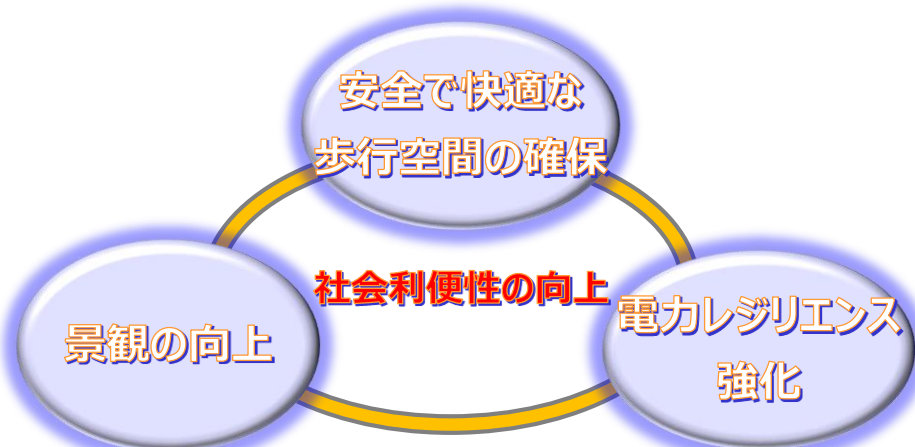 安全で快適な
歩行空間の確保
社会利便性の向上
景観の向上
電力レジリエンス
強化